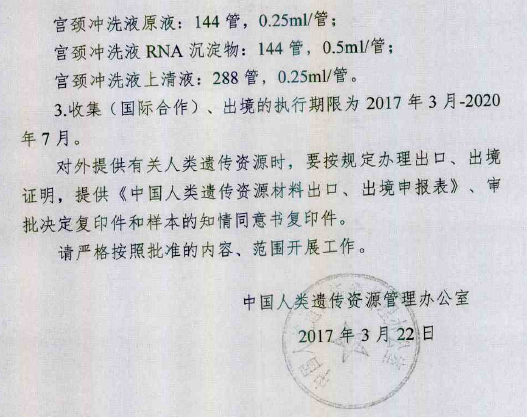 宫颈冲洗液原液：144 管，0.25ml/管；
宫颈冲洗液 RNA 沉淀物：144 管，0.5ml/管；
宫颈冲洗液上清液：288 管，0.25ml/管。
3.收集（国际合作）、出境的执行期限为 2017 年 3 月-2020
年 7 月。
对外提供有关人类遗传资源时，要按规定办理出口、出境
证明，提供《中国人类遗传资源材料出口、出境申报表》、审
批决定复印件和样本的知情同意书复印件。
请严格按照批准的内容、范围开展工作。
中国人类遗传资源管理办公室
2017 年 3 月 22 日